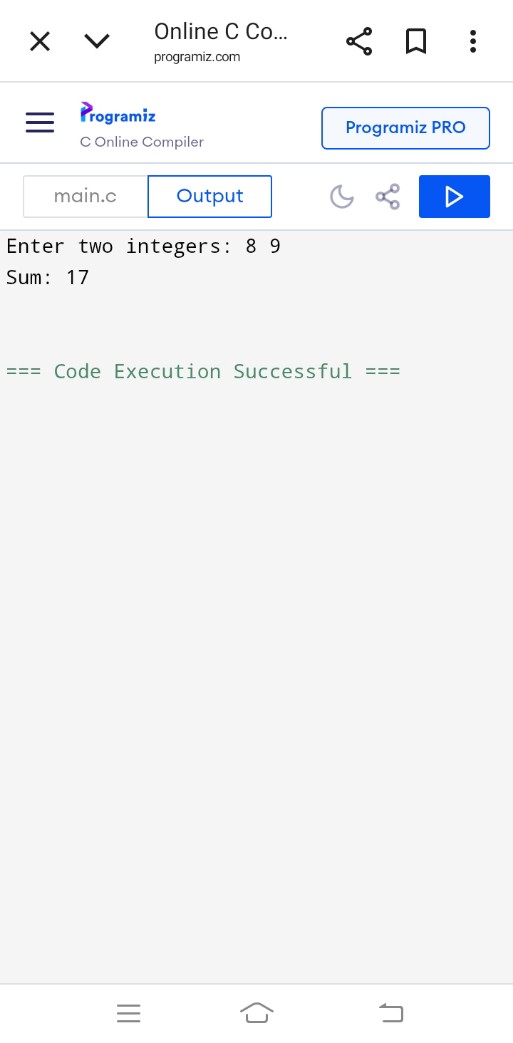 Online C Co...
programiz.com
Programiz
C Online Compiler
Programiz PRO
main.c
Output
Enter two integers: 8 9
Sum: 17
=== Code Execution Successful ===